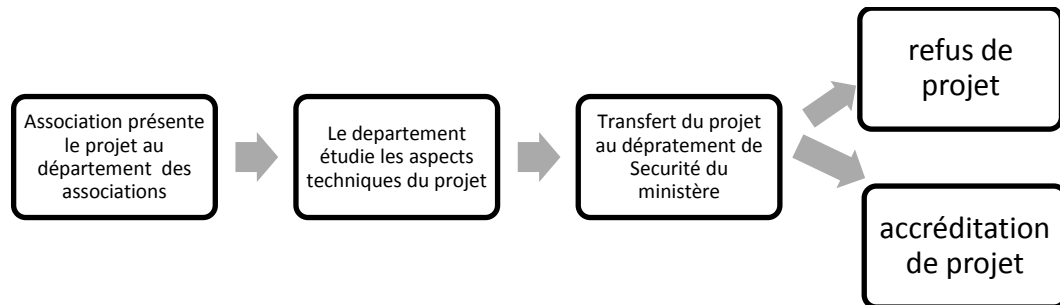 Association présente
le projet au
département des
associations
Le departement
étudie les aspects
techniques du projet
Transfert du projet
au dépratement de
Securité du
ministère
refus de
projet
accréditation
de projet